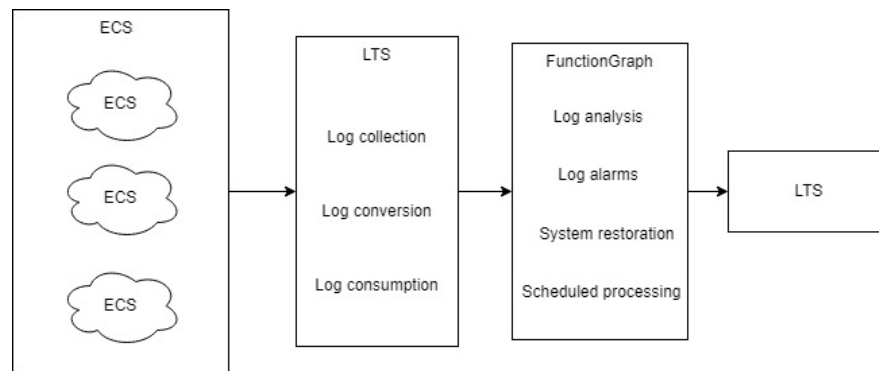 ECS
ECS
ECS
ECS
LTS
Log collection
Log conversion
Log consumption
FunctionGraph
Log analysis
Log alarms
System restoration
Scheduled processing
LTS